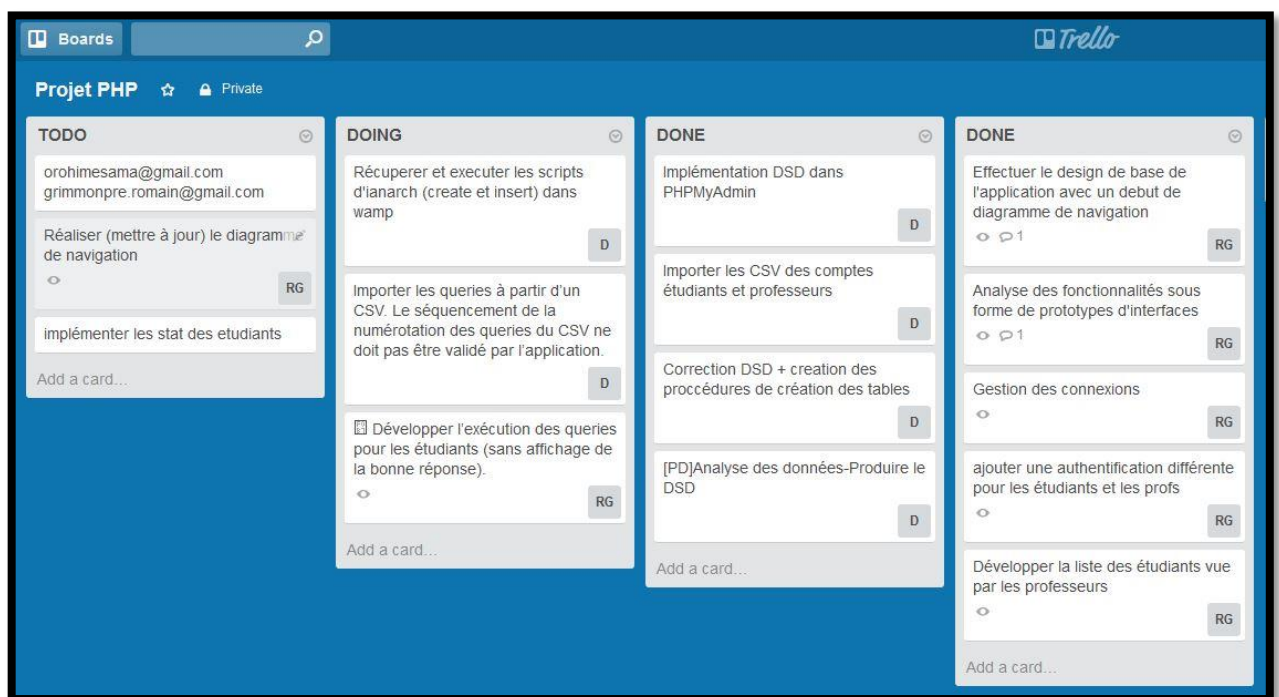 Boards
Trello
Projet PHP
Private
TODO
orohimesama@gmail.com
grimmonpre.romain@gmail.com
Réaliser (mettre à jour) le diagramme
de navigation
RG
implémenter les stat des etudiants
Add a card...
DOING
Récuperer et executer les scripts
d'ianarch (create et insert) dans
wamp
D
Importer les queries à partir d'un
CSV. Le séquencement de la
numérotation des queries du CSV ne
doit pas être validé par l'application.
D
Développer l'exécution des queries
pour les étudiants (sans affichage de
la bonne réponse).
RG
Add a card...
DONE
Implémentation DSD dans
PHPMyAdmin
D
Importer les CSV des comptes
étudiants et professeurs
D
Correction DSD + creation des
proccédures de création des tables
D
[PD]Analyse des données-Produire le
DSD
D
Add a card...
DONE
Effectuer le design de base de
l'application avec un debut de
diagramme de navigation
1
RG
Analyse des fonctionnalités sous
forme de prototypes d'interfaces
1
RG
Gestion des connexions
RG
ajouter une authentification différente
pour les étudiants et les profs
RG
Développer la liste des étudiants vue
par les professeurs
RG
Add a card...